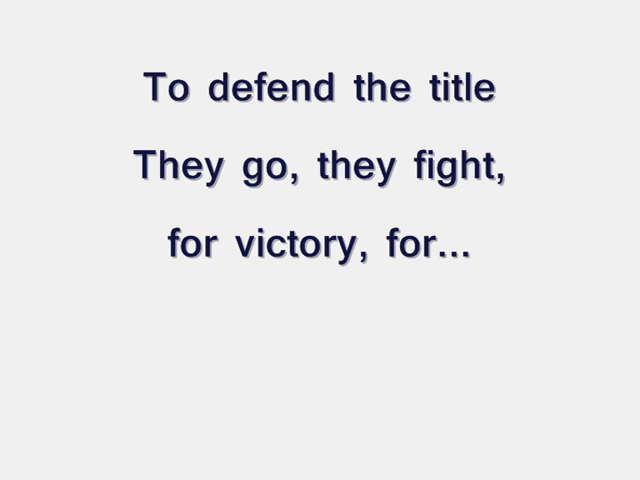 To defend the title
They go, they fight,
for victory, for...